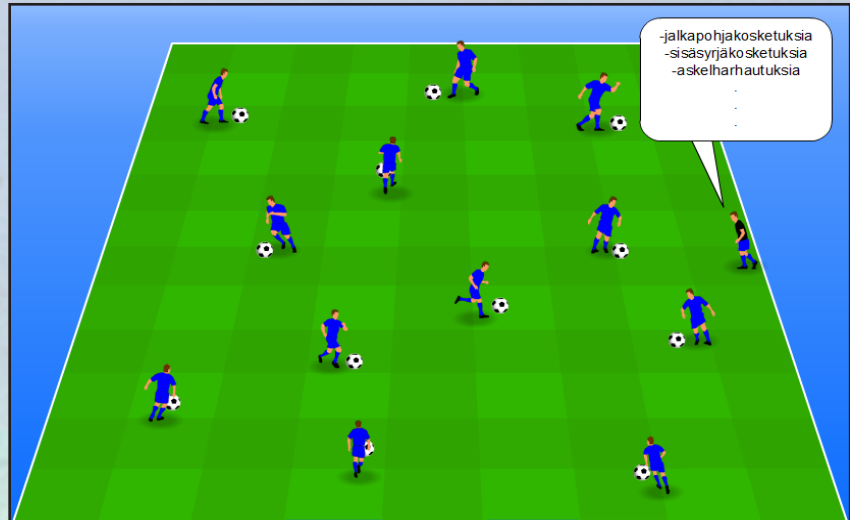 -jalkapohjakosketuksia
-sisäsyrjäkosketuksia
-askelharhautuksia
.
.
.